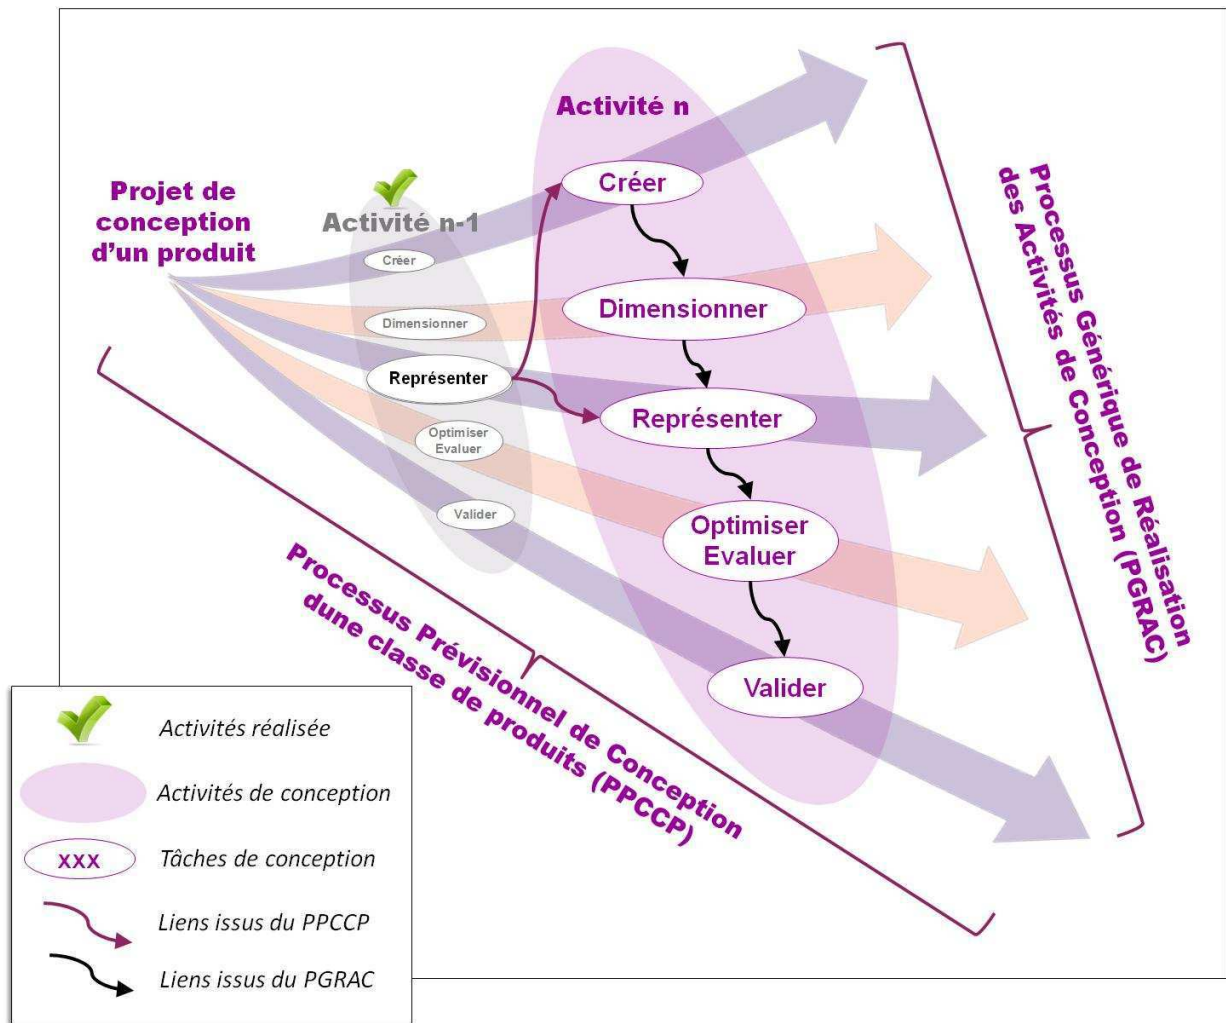 Activité n
Projet de
conception
d'un produit
Activité n-1
Créer
Dimensionner
Représenter
Optimiser
Evaluer
Valider
Créer
Dimensionner
Représenter
Optimiser
Evaluer
Valider
Processus Générique de Réalisation
des Activités de Conception (PGRAC)
Processus Prévisionnel de Conception
dune classe de produits (PPCCP)
Activités réalisée
Activités de conception
XXX
Tâches de conception
Liens issus du PPCCP
Liens issus du PGRAC